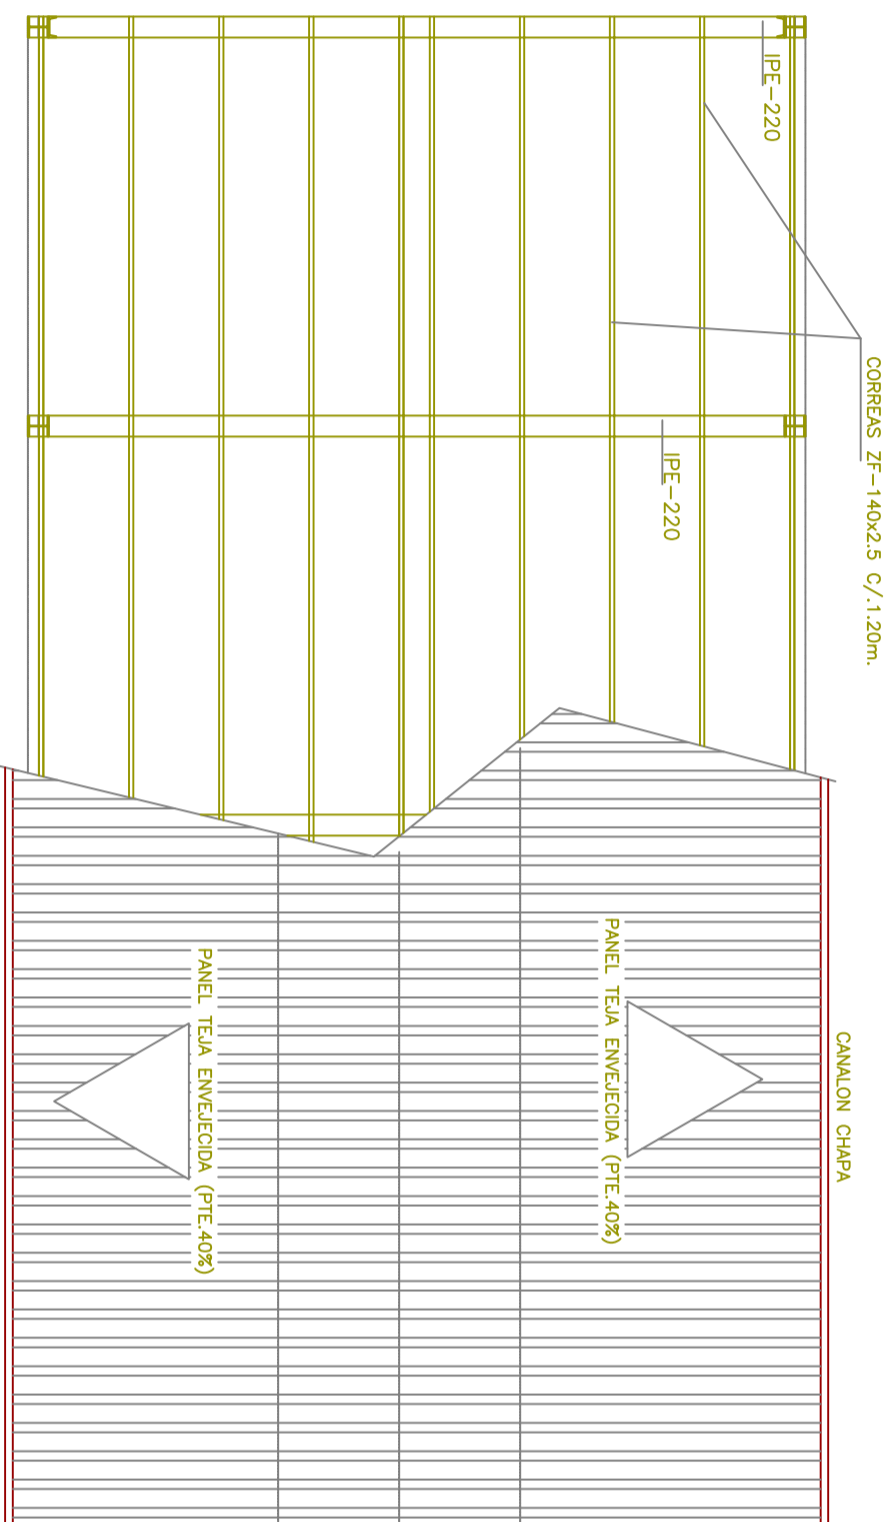 IPE-220
CORREAS ZF-140x2.5 C/.1.20m.
IPE-220
CANALON CHAPA
PANEL TEJA ENVEJECIDA (PTE.40%)
PANEL TEJA ENVEJECIDA (PTE.40%)